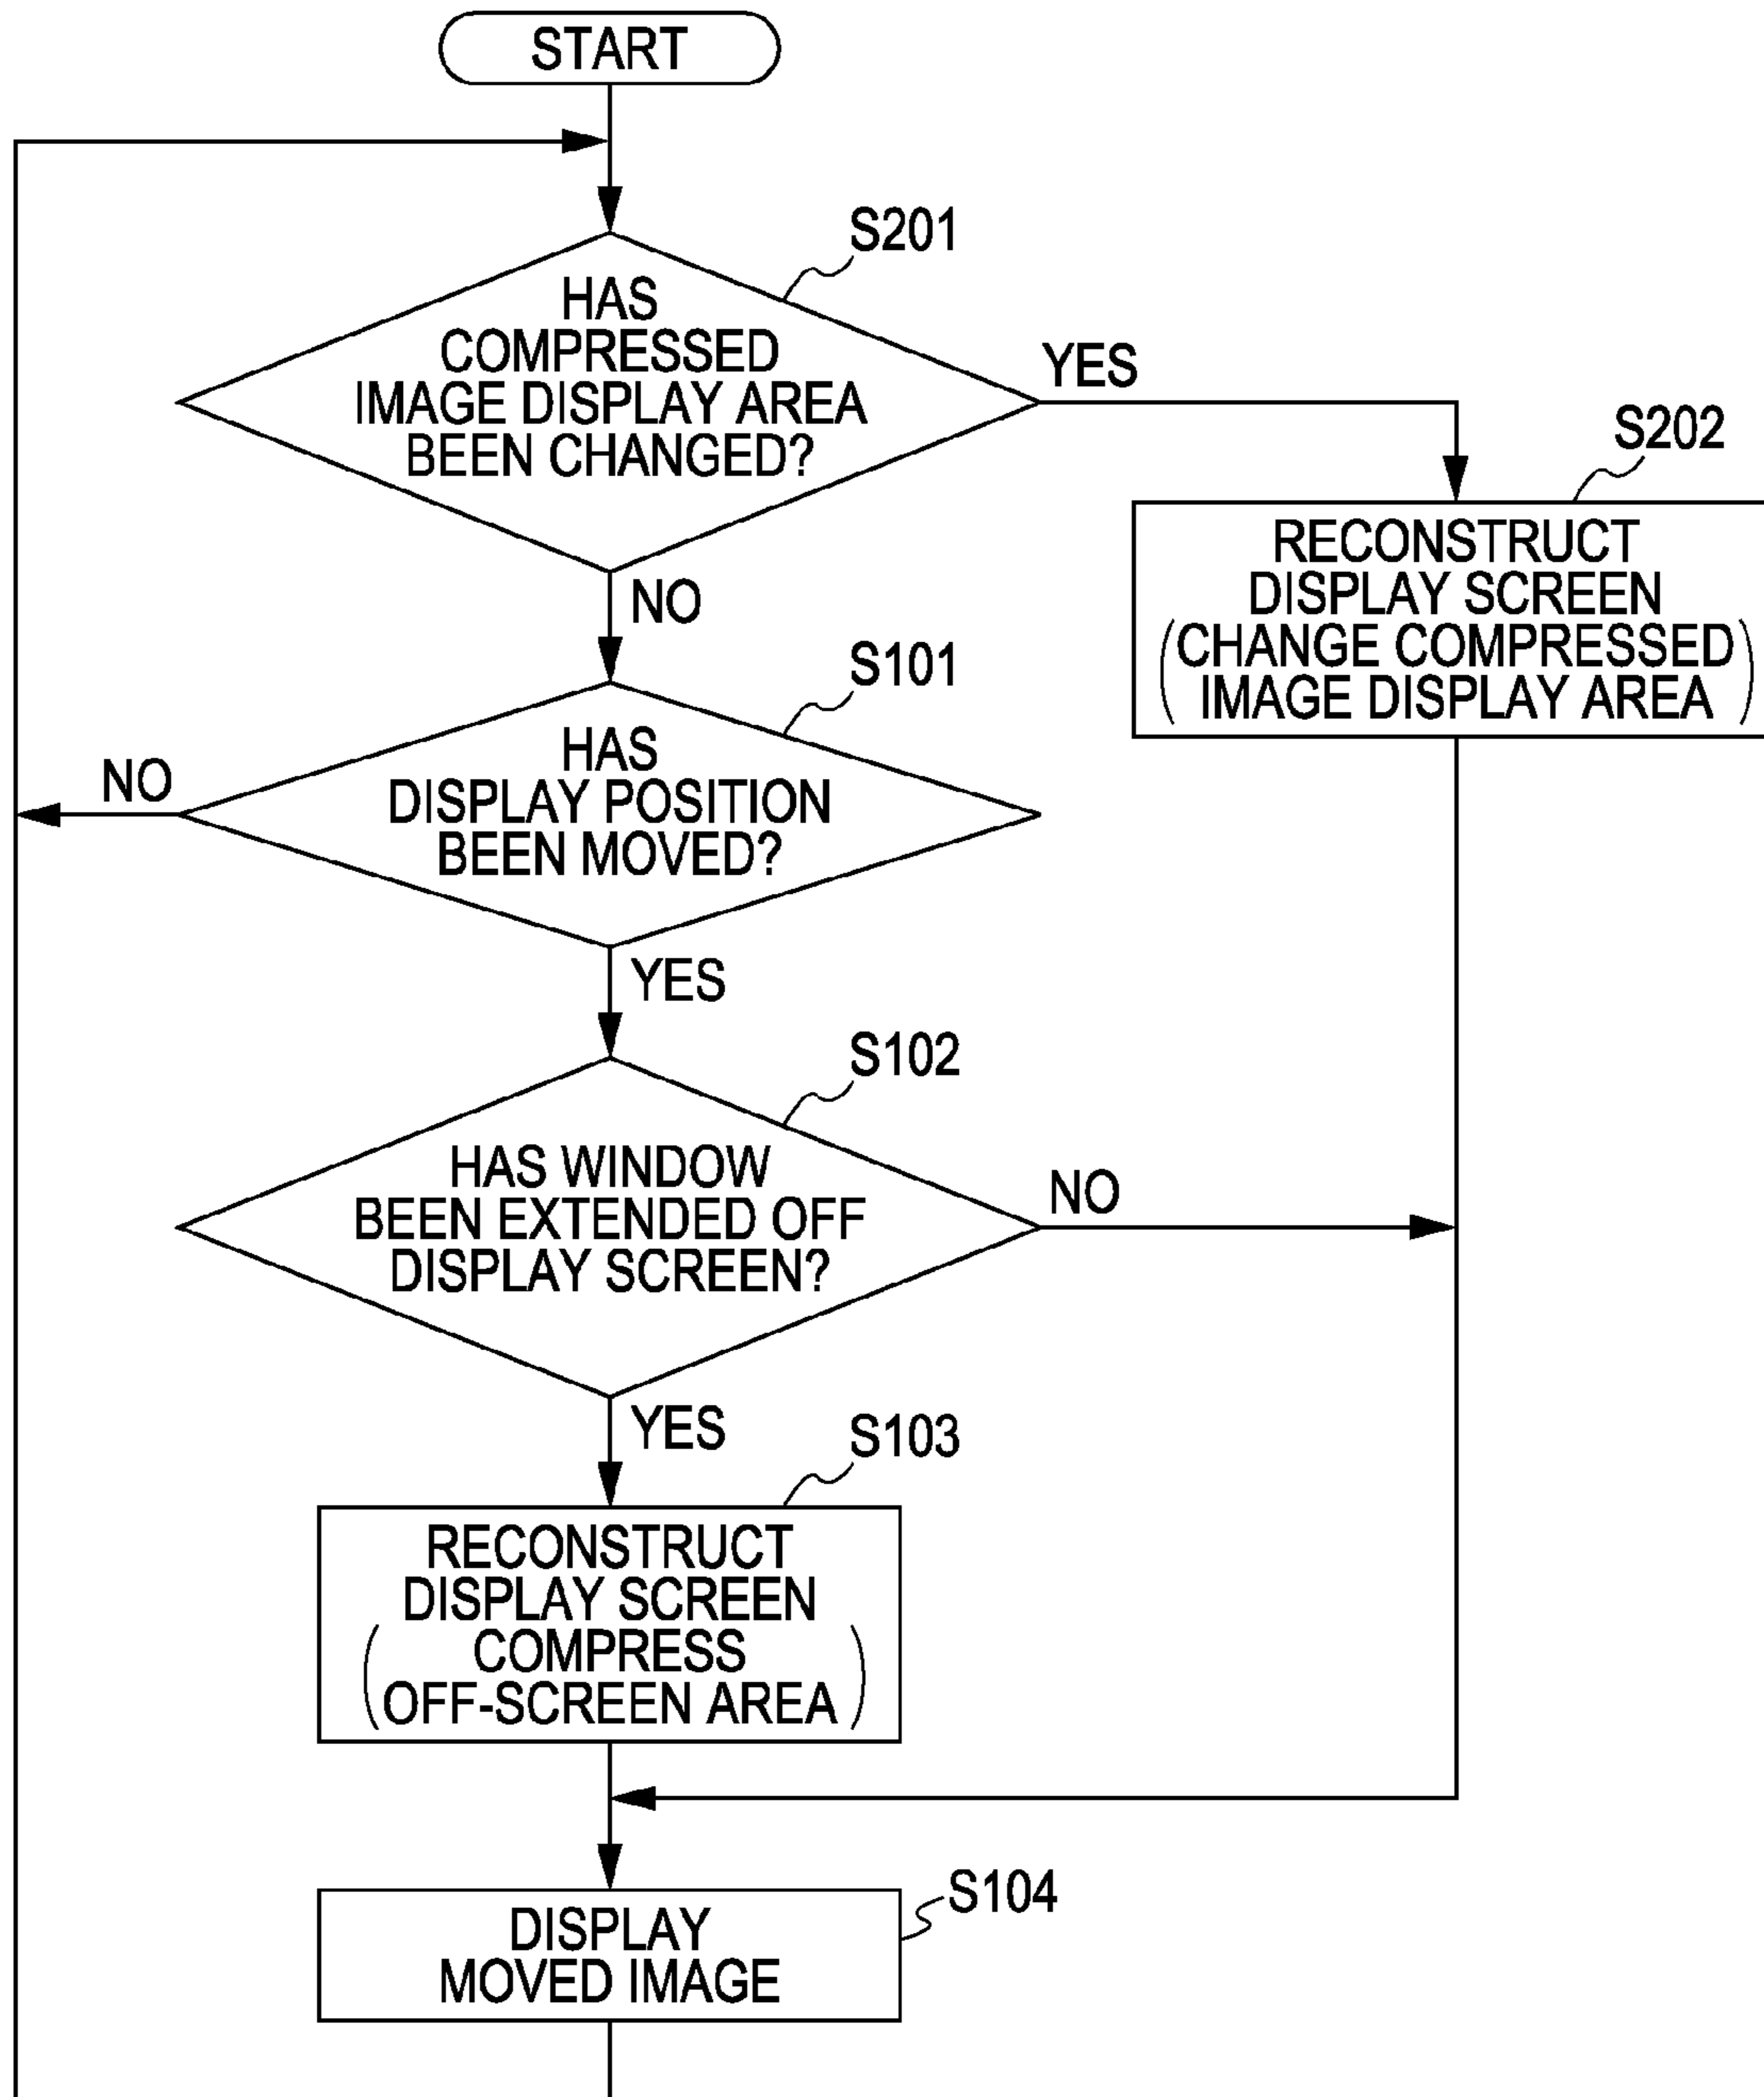 START
S201
HAS
COMPRESSED
IMAGE DISPLAY AREA
BEEN CHANGED?
YES
S202
RECONSTRUCT
DISPLAY SCREEN
(CHANGE COMPRESSED
IMAGE DISPLAY AREA)
NO
S101
HAS
DISPLAY POSITION
BEEN MOVED?
NO
YES
S102
HAS WINDOW
BEEN EXTENDED OFF
DISPLAY SCREEN?
NO
YES
S103
RECONSTRUCT
DISPLAY SCREEN
(COMPRESS
OFF-SCREEN AREA)
S104
DISPLAY
MOVED IMAGE